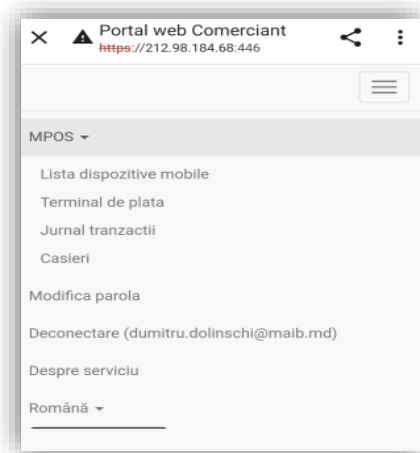 Portal web Comerciant
https://212.98.184.68:446
MPOS
Lista dispozitive mobile
Terminal de plata
Jurnal tranzactii
Casieri
Modifica parola
Deconectare (dumitru.dolinschi@maib.md)
Despre serviciu
Română